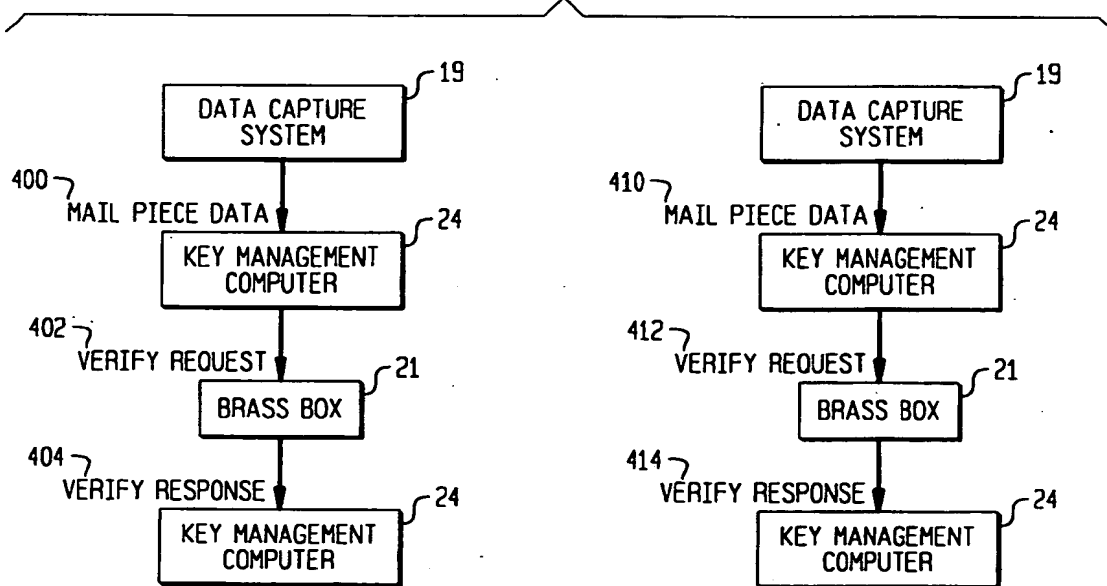 19
DATA CAPTURE
SYSTEM
400
MAIL PIECE DATA
24
KEY MANAGEMENT
COMPUTER
402
VERIFY REQUEST
21
BRASS BOX
404
VERIFY RESPONSE
24
KEY MANAGEMENT
COMPUTER
19
DATA CAPTURE
SYSTEM
410
MAIL PIECE DATA
24
KEY MANAGEMENT
COMPUTER
412
VERIFY REQUEST
21
BRASS BOX
414
VERIFY RESPONSE
24
KEY MANAGEMENT
COMPUTER